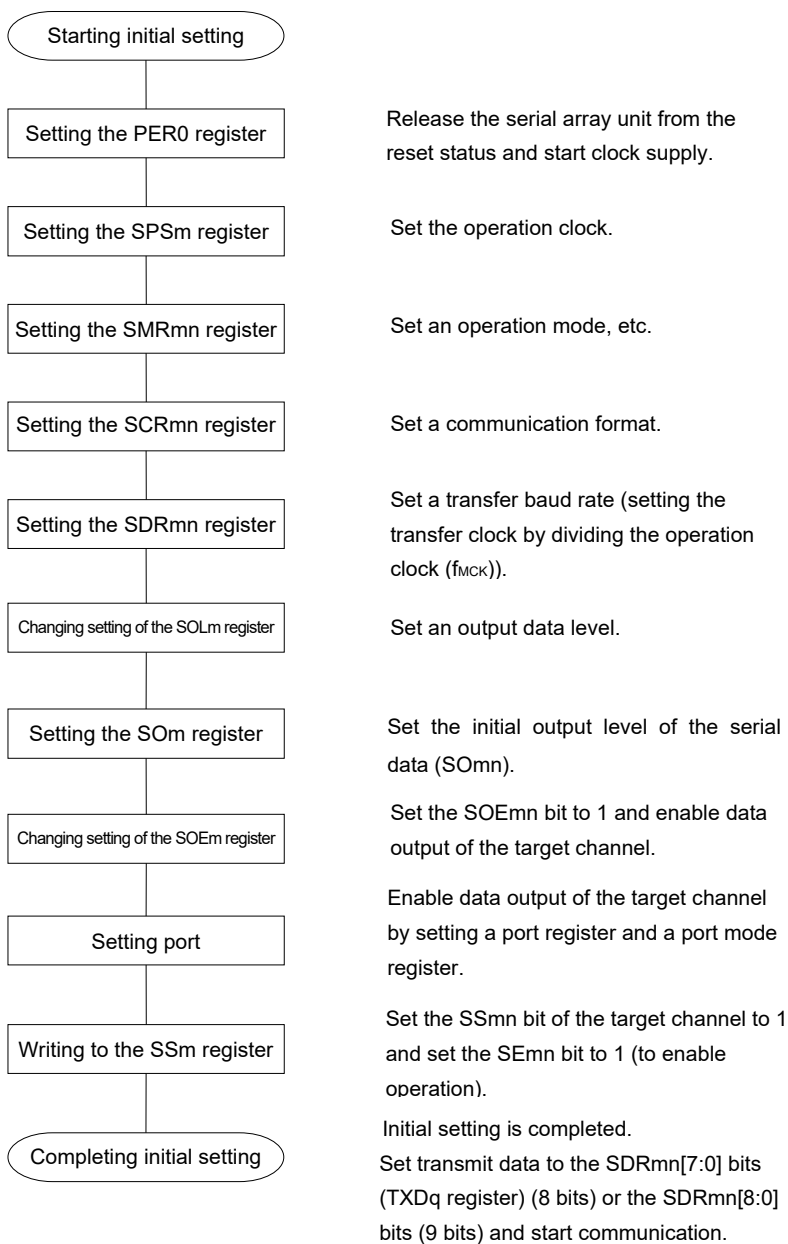 Starting initial setting
Setting the PER0 register
Release the serial array unit from the
reset status and start clock supply.
Setting the SPSm register
Set the operation clock.
Setting the SMRmn register
Set an operation mode, etc.
Setting the SCRmn register
Set a communication format.
Setting the SDRmn register
Set a transfer baud rate (setting the
transfer clock by dividing the operation
clock (fMCK)).
Changing setting of the SOLm register
Set an output data level.
Setting the SOm register
Set the initial output level of the serial
data (SOmn).
Changing setting of the SOEm register
Set the SOEmn bit to 1 and enable data
output of the target channel.
Setting port
Enable data output of the target channel
by setting a port register and a port mode
register.
Writing to the SSm register
Set the SSmn bit of the target channel to 1
and set the SEmn bit to 1 (to enable
operation).
Completing initial setting
Initial setting is completed.
Set transmit data to the SDRmn[7:0] bits
(TXDq register) (8 bits) or the SDRmn[8:0]
bits (9 bits) and start communication.